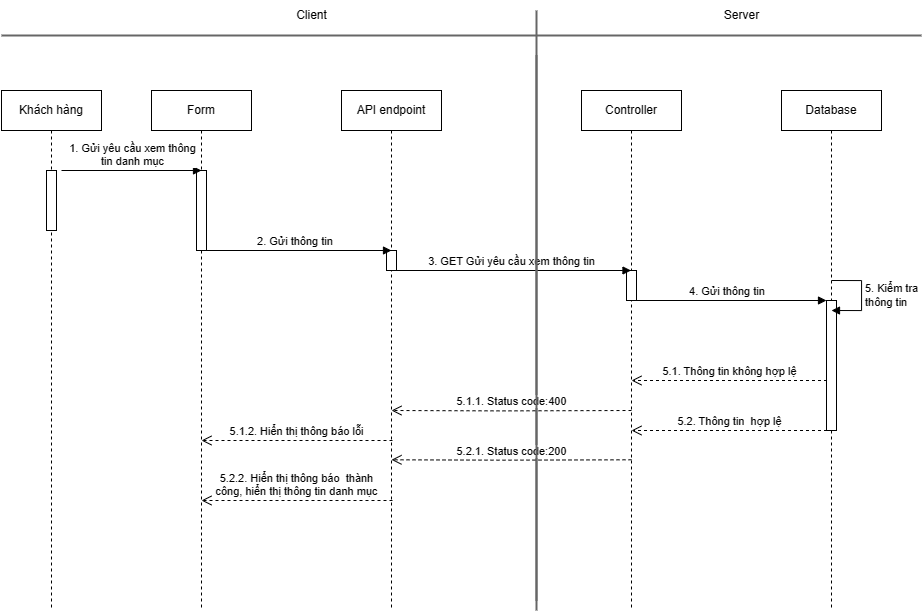 Client
Server
Khách hàng
Form
API endpoint
Controller
Database
1. Gửi yêu cầu xem thông
tin danh mục
2. Gửi thông tin
3. GET Gửi yêu cầu xem thông tin
4. Gửi thông tin
5. Kiểm tra
thông tin
5.1. Thông tin không hợp lệ
5.1.1. Status code:400
5.2. Thông tin  hợp lệ
5.1.2. Hiển thị thông báo lỗi
5.2.1. Status code:200
5.2.2. Hiển thị thông báo  thành
công, hiển thị thông tin danh mục